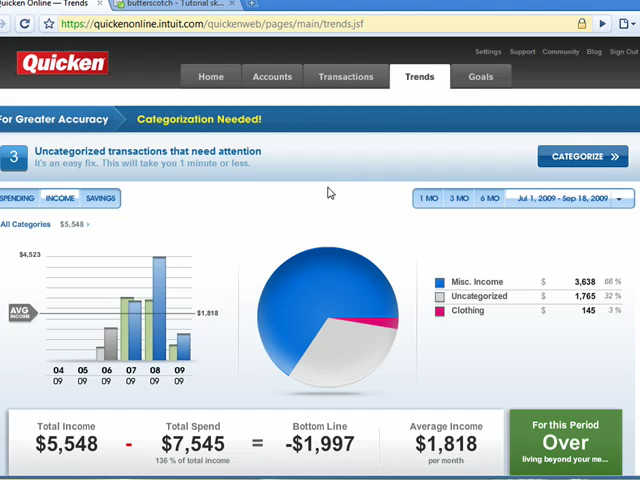 Quicken Online — Trends
butterscotch - Tutorial sk...
https://quickenonline.intuit.com/quickenweb/pages/main/trends.jsf
Settings Support Community Blog Sign Out
Quicken
Home Accounts Transactions Trends Goals
For Greater Accuracy Categorization Needed!
3 Uncategorized transactions that need attention
It's an easy fix. This will take you 1 minute or less.
CATEGORIZE »
SPENDING INCOME SAVINGS
1 MO 3 MO 6 MO Jul 1, 2009 - Sep 18, 2009
All Categories $5,548
$4,523
AVG INCOME
$1,818
04 05 06 07 08 09
09 09 09 09 09 09
Misc. Income $ 3,638 66 %
Uncategorized $ 1,765 32 %
Clothing $ 145 3 %
Total Income Total Spend Bottom Line Average Income
$5,548 - $7,545 = -$1,997 $1,818
136 % of total income per month
For this Period
Over
living beyond your me...